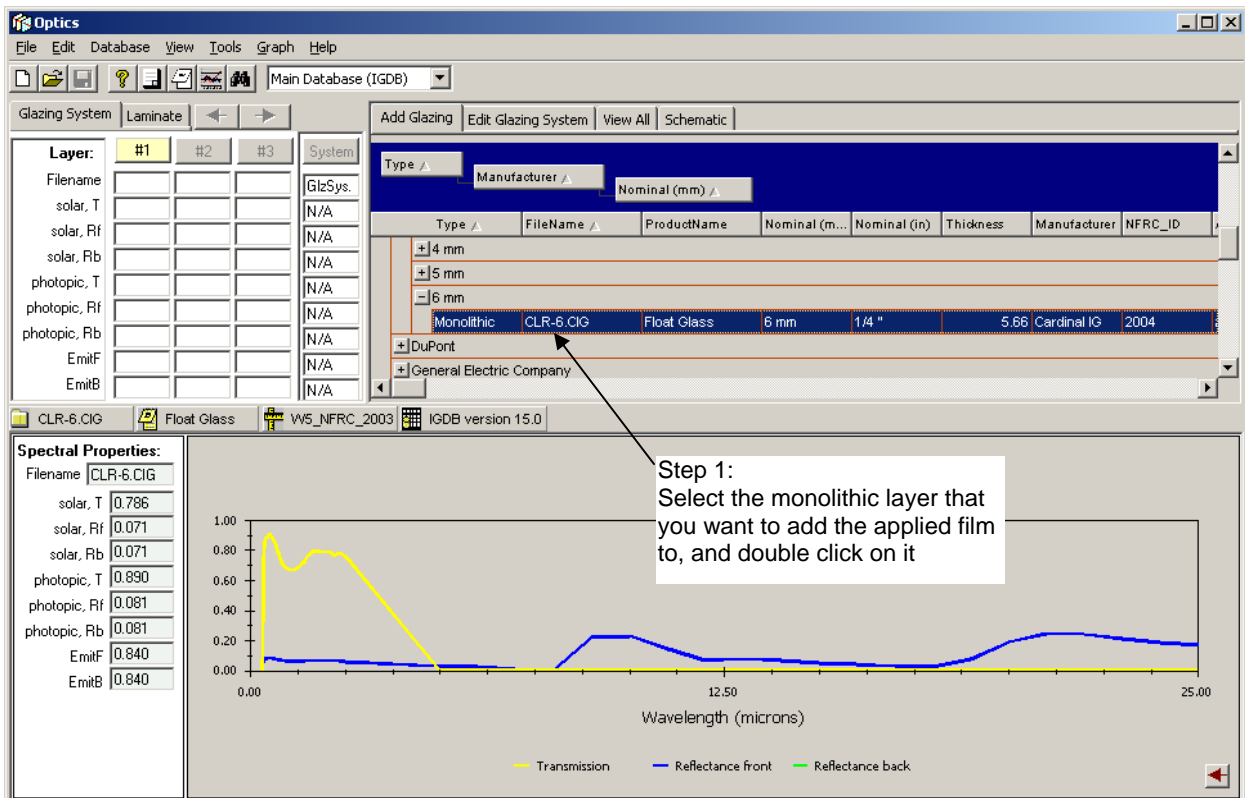 Optics
File Edit Database View Tools Graph Help
Main Database (IGDB)
Glazing System Laminate
Add Glazing Edit Glazing System View All Schematic
Layer: #1 #2 #3 System
Filename GlzSys.
solar, T N/A
solar, Rf N/A
solar, Rb N/A
photopic, T N/A
photopic, Rf N/A
photopic, Rb N/A
EmitF N/A
EmitB N/A
Type
Manufacturer
Nominal (mm)
Type FileName ProductName Nominal (m... Nominal (in) Thickness Manufacturer NFRC_ID
4 mm
5 mm
6 mm
Monolithic CLR-6.CIG Float Glass 6 mm 1/4 " 5.66 Cardinal IG 2004
DuPont
General Electric Company
CLR-6.CIG Float Glass W5_NFRC_2003 IGDB version 15.0
Spectral Properties:
Filename CLR-6.CIG
solar, T 0.786
solar, Rf 0.071
solar, Rb 0.071
photopic, T 0.890
photopic, Rf 0.081
photopic, Rb 0.081
EmitF 0.840
EmitB 0.840
Step 1:
Select the monolithic layer that
you want to add the applied film
to, and double click on it
1.00
0.80
0.60
0.40
0.20
0.00
0.00 12.50 25.00
Wavelength (microns)
Transmission Reflectance front Reflectance back